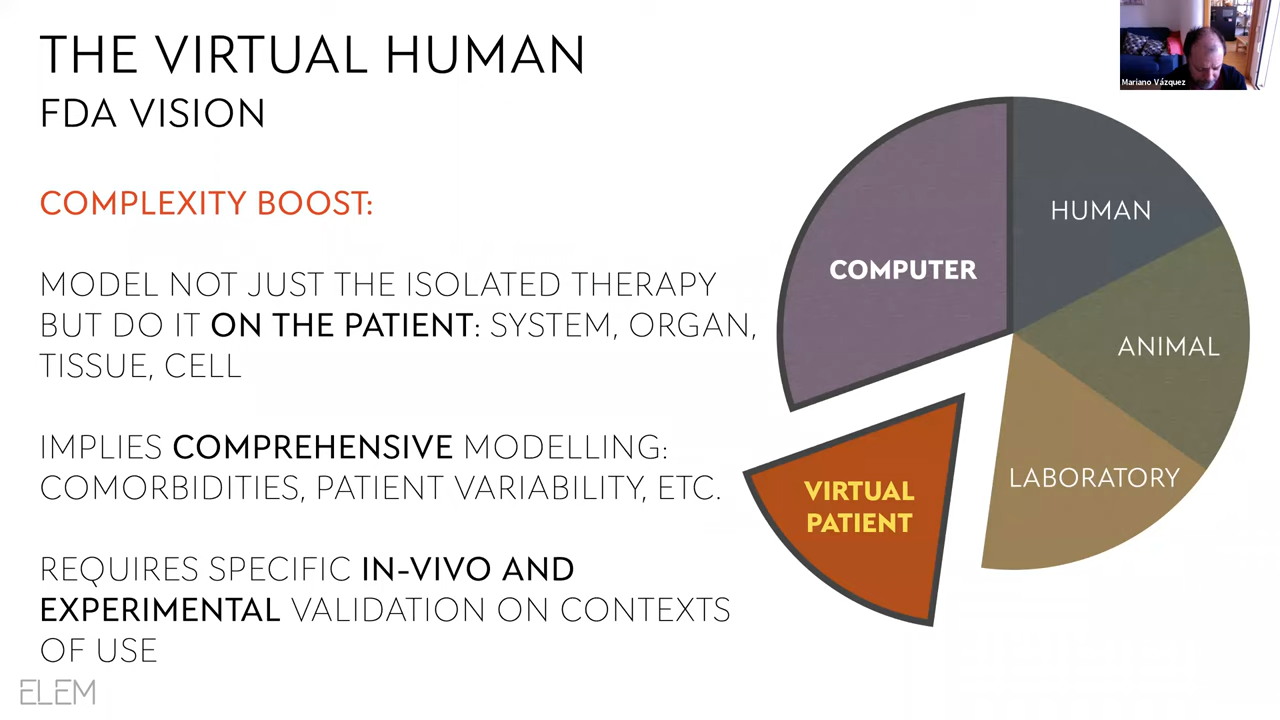 THE VIRTUAL HUMAN
FDA VISION
COMPLEXITY BOOST:
MODEL NOT JUST THE ISOLATED THERAPY
BUT DO IT ON THE PATIENT: SYSTEM, ORGAN,
TISSUE, CELL
IMPLIES COMPREHENSIVE MODELLING:
COMORBIDITIES, PATIENT VARIABILITY, ETC.
REQUIRES SPECIFIC IN-VIVO AND
EXPERIMENTAL VALIDATION ON CONTEXTS
OF USE
ELEM
Mariano Vázquez
HUMAN
COMPUTER
ANIMAL
LABORATORY
VIRTUAL
PATIENT